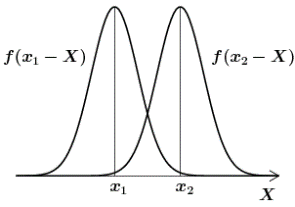 f(x₁ − X) f(x₂ − X)
x₁ x₂
X